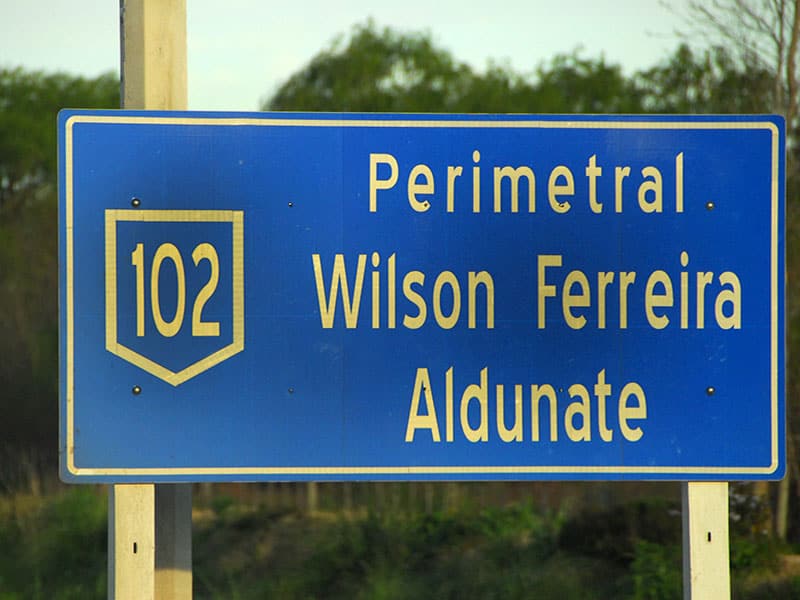 102
Perimetral
Wilson Ferreira
Aldunate